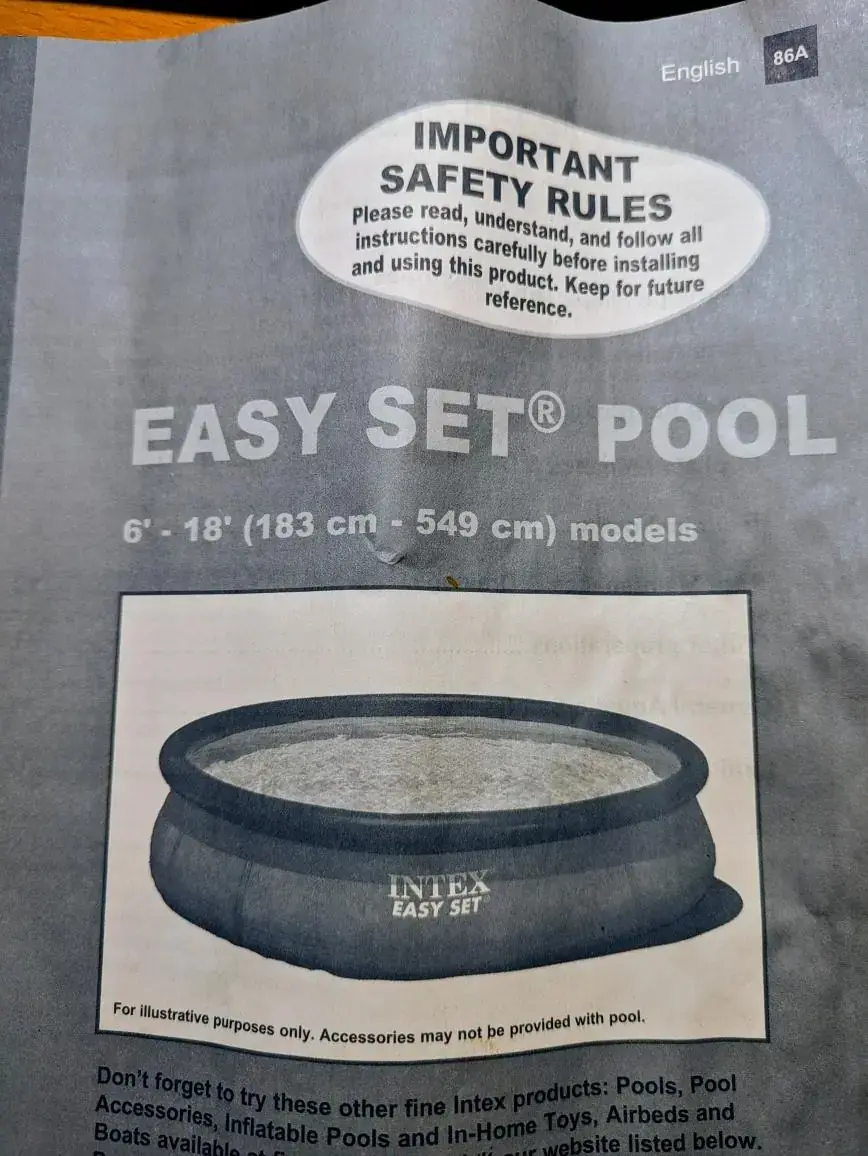 English 86A
IMPORTANT
SAFETY RULES
Please read, understand, and follow all
instructions carefully before installing
and using this product. Keep for future
reference.
EASY SET® POOL
6' - 18' (183 cm - 549 cm) models
INTEX
EASY SET
For illustrative purposes only. Accessories may not be provided with pool.
Don't forget to try these other fine Intex products: Pools, Pool
Accessories, Inflatable Pools and In-Home Toys, Airbeds and
Boats available website listed below.